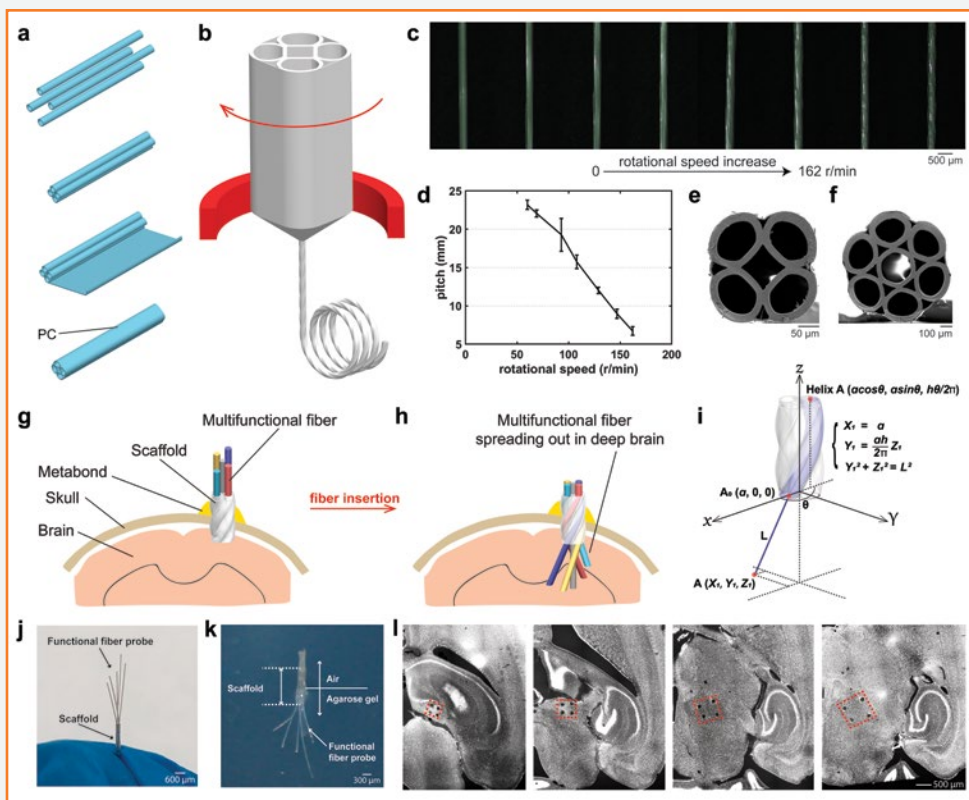 a
PC
b
c
0 rotational speed increase 162 r/min
500 µm
d
25
20
15
10
5
pitch (mm)
0 50 100 150 200
rotational speed (r/min)
e
50 µm
f
100 µm
g
Multifunctional fiber
Scaffold
Metabond
Skull
Brain
fiber insertion
h
Multifunctional fiber
spreading out in deep brain
i
Z
Helix A (acosθ, asinθ, hθ/2π)
X₁ = a
Y₁ = ah/2π Z₁
Y₁² + Z₁² = L²
A₀ (a, 0, 0)
θ
X
Y
L
A (X₁, Y₁, Z₁)
j
Functional fiber probe
Scaffold
600 µm
k
Scaffold
Air
Agarose gel
Functional
fiber probe
300 µm
l
500 µm